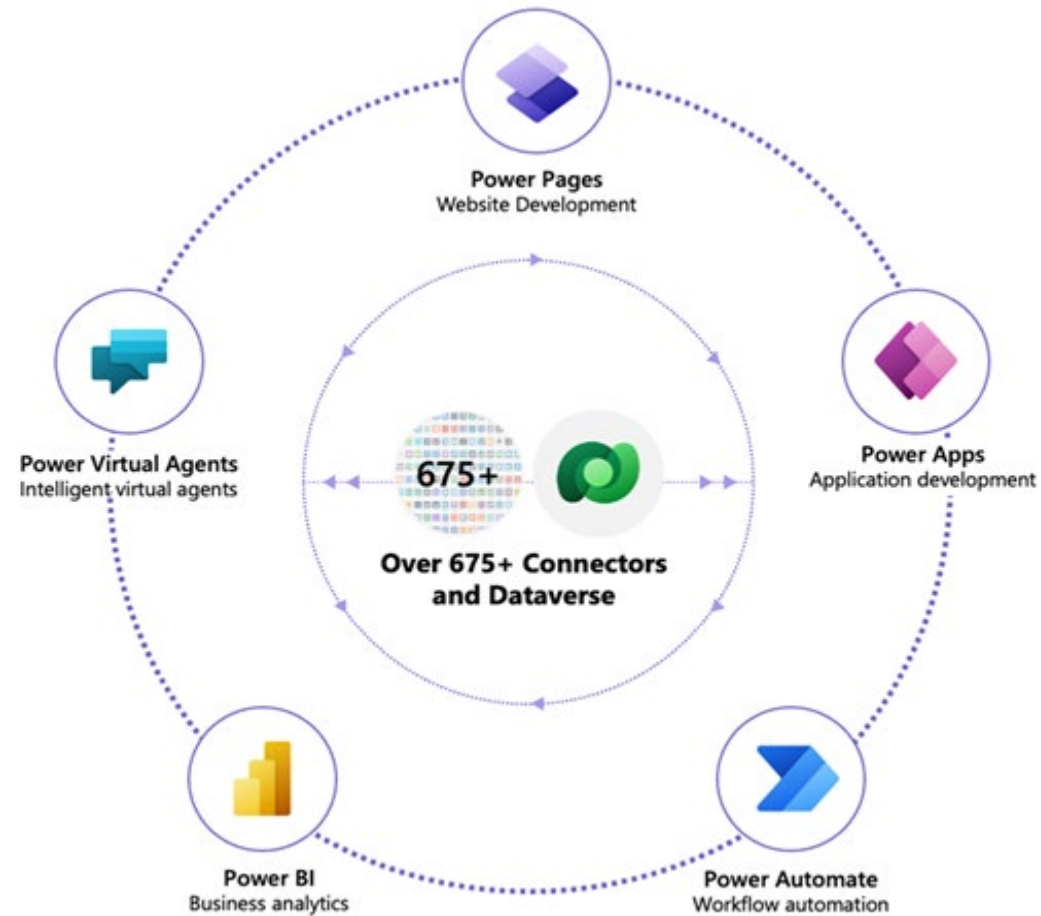 Power Pages
Website Development
Power Virtual Agents
Intelligent virtual agents
Power Apps
Application development
675+
Over 675+ Connectors
and Dataverse
Power BI
Business analytics
Power Automate
Workflow automation